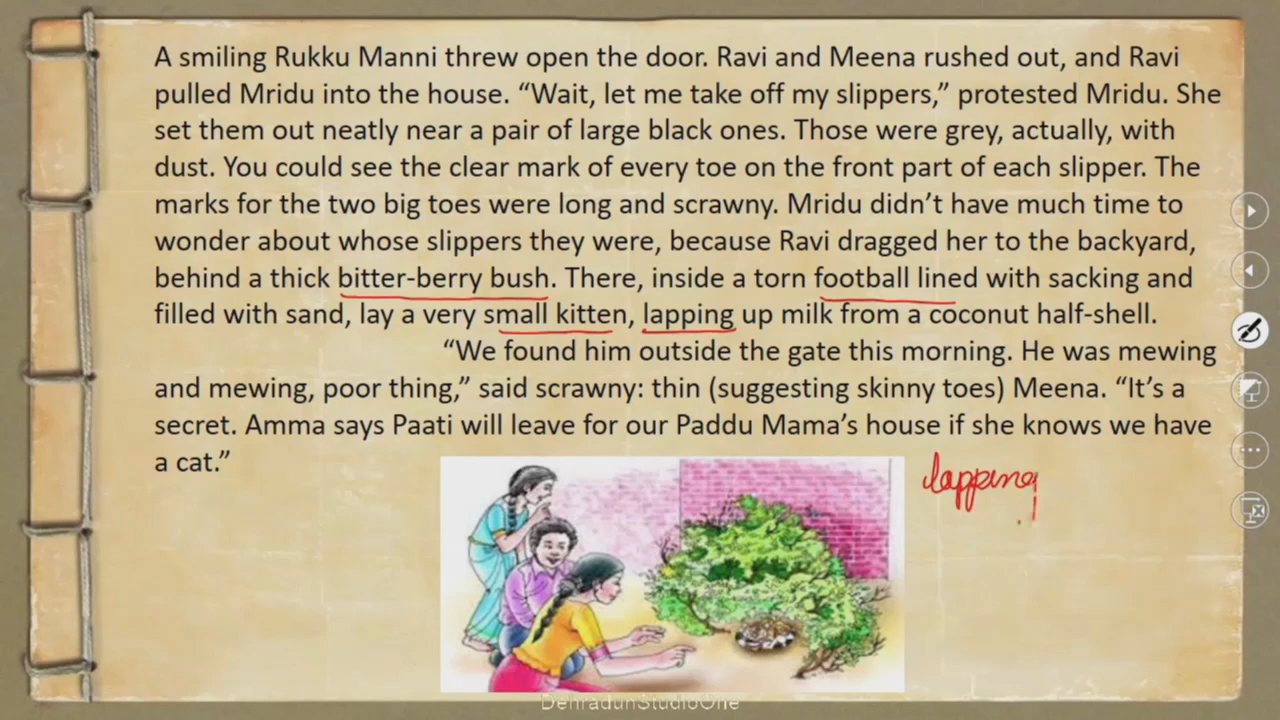 A smiling Rukku Manni threw open the door. Ravi and Meena rushed out, and Ravi
pulled Mridu into the house. “Wait, let me take off my slippers,” protested Mridu. She
set them out neatly near a pair of large black ones. Those were grey, actually, with
dust. You could see the clear mark of every toe on the front part of each slipper. The
marks for the two big toes were long and scrawny. Mridu didn’t have much time to
wonder about whose slippers they were, because Ravi dragged her to the backyard,
behind a thick bitter-berry bush. There, inside a torn football lined with sacking and
filled with sand, lay a very small kitten, lapping up milk from a coconut half-shell.
“We found him outside the gate this morning. He was mewing
and mewing, poor thing,” said scrawny: thin (suggesting skinny toes) Meena. “It’s a
secret. Amma says Paati will leave for our Paddu Mama’s house if she knows we have
a cat.”
lapping
DehradunStudioOne